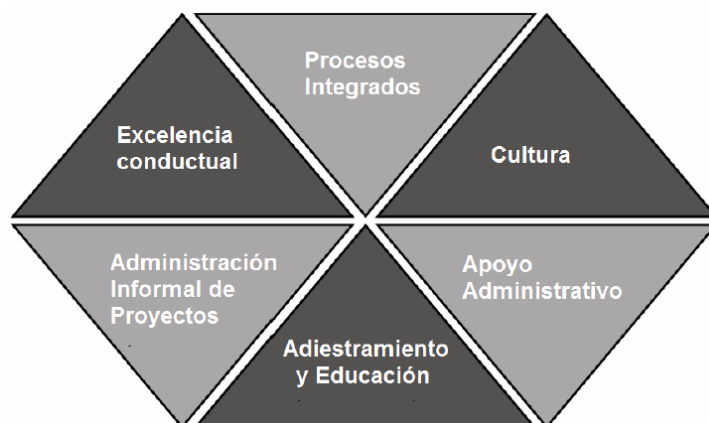 Procesos
Integrados
Excelencia
conductual
Cultura
Administración
Informal de
Proyectos
Apoyo
Administrativo
Adiestramiento
y Educación